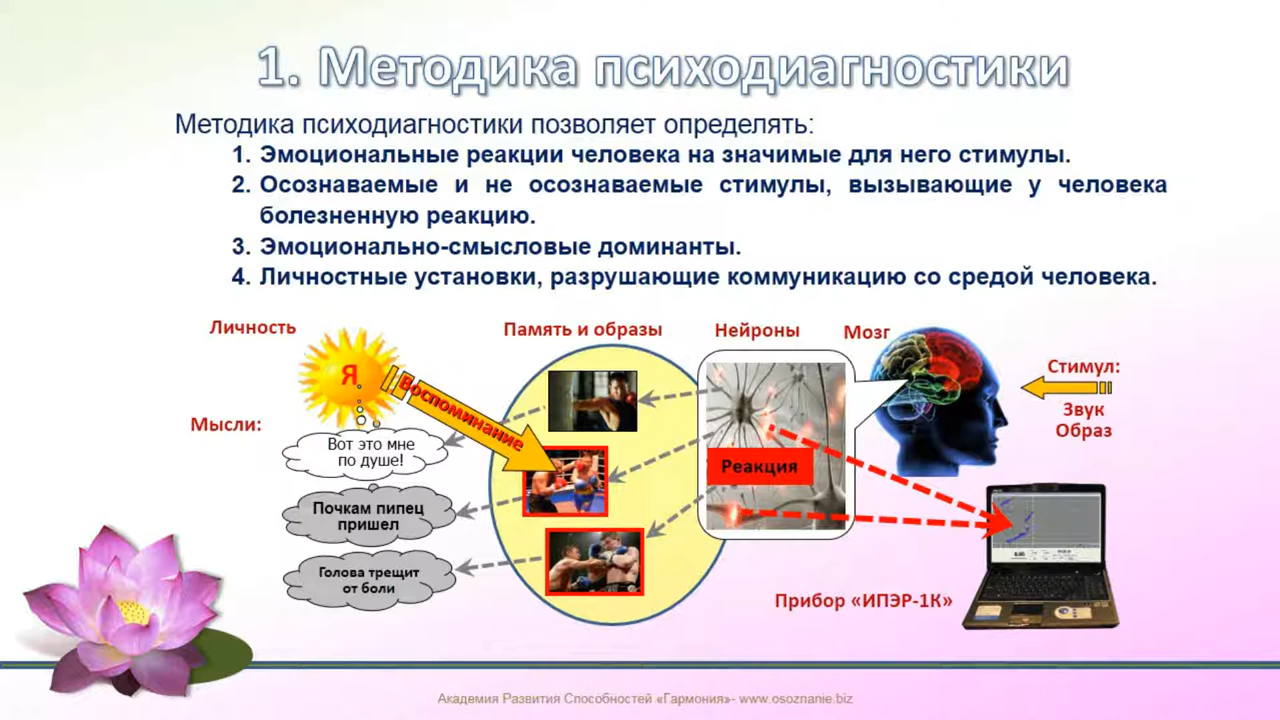 1. Методика психодиагностики
Методика психодиагностики позволяет определять:
1. Эмоциональные реакции человека на значимые для него стимулы.
2. Осознаваемые и не осознаваемые стимулы, вызывающие у человека
болезненную реакцию.
3. Эмоционально-смысловые доминанты.
4. Личностные установки, разрушающие коммуникацию со средой человека.
Личность
Память и образы
Нейроны
Мозг
Я
Воспоминание
Стимул:
Звук
Образ
Мысли:
Вот это мне
по душе!
Реакция
Почкам пипец
пришел
Голова трещит
от боли
Прибор «ИПЭР-1К»
Академия Развития Способностей «Гармония»- www.osoznanie.biz